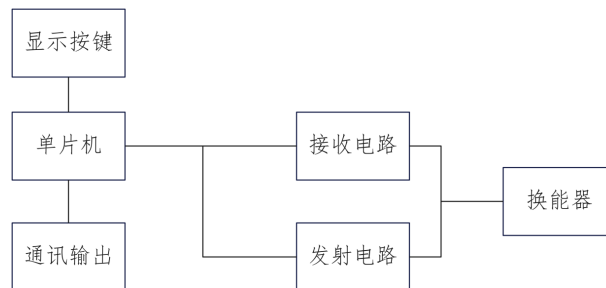 显示按键
单片机
接收电路
换能器
通讯输出
发射电路